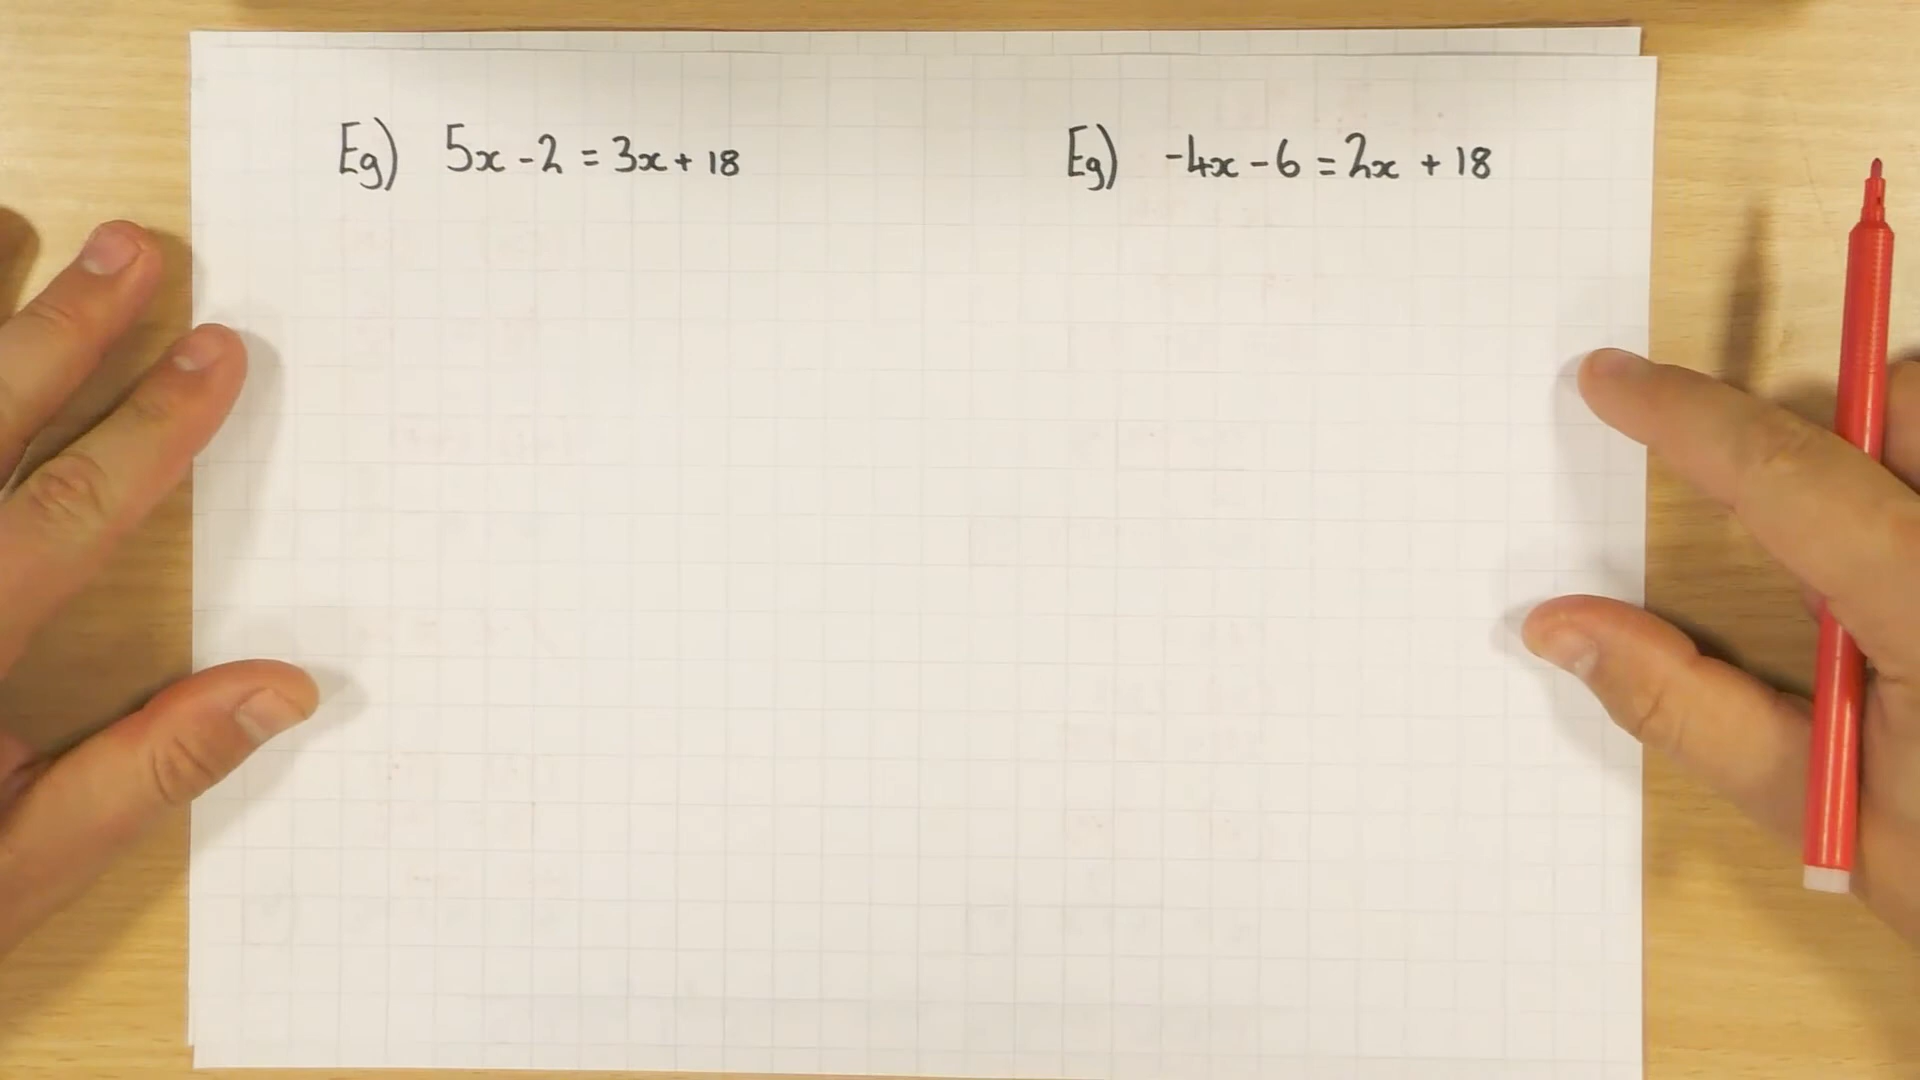 Eg) 5x - 2 = 3x + 18
Eg) -4x - 6 = 2x + 18